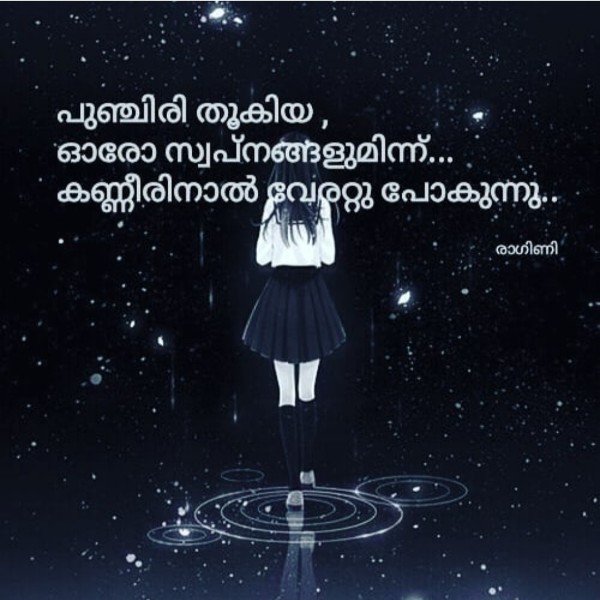 പുഞ്ചിരി തൂകിയ ,
ഓരോ സ്വപ്നങ്ങളുമിന്ന്...
കണ്ണീരിനാൽ വേരറ്റു പോകുന്നു..
.
രാഗിണി